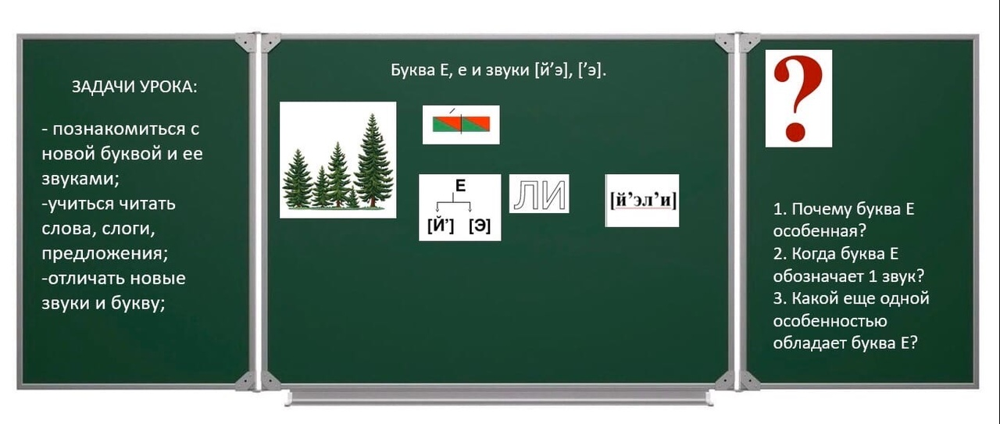 ЗАДАЧИ УРОКА:
- познакомиться с
новой буквой и ее
звуками;
-учиться читать
слова, слоги,
предложения;
-отличать новые
звуки и букву;
Буква Е, е и звуки [й’э], [’э].
Е
[Й’] [Э]
ЛИ
[й’эл’и]
?
1. Почему буква Е
особенная?
2. Когда буква Е
обозначает 1 звук?
3. Какой еще одной
особенностью
обладает буква Е?